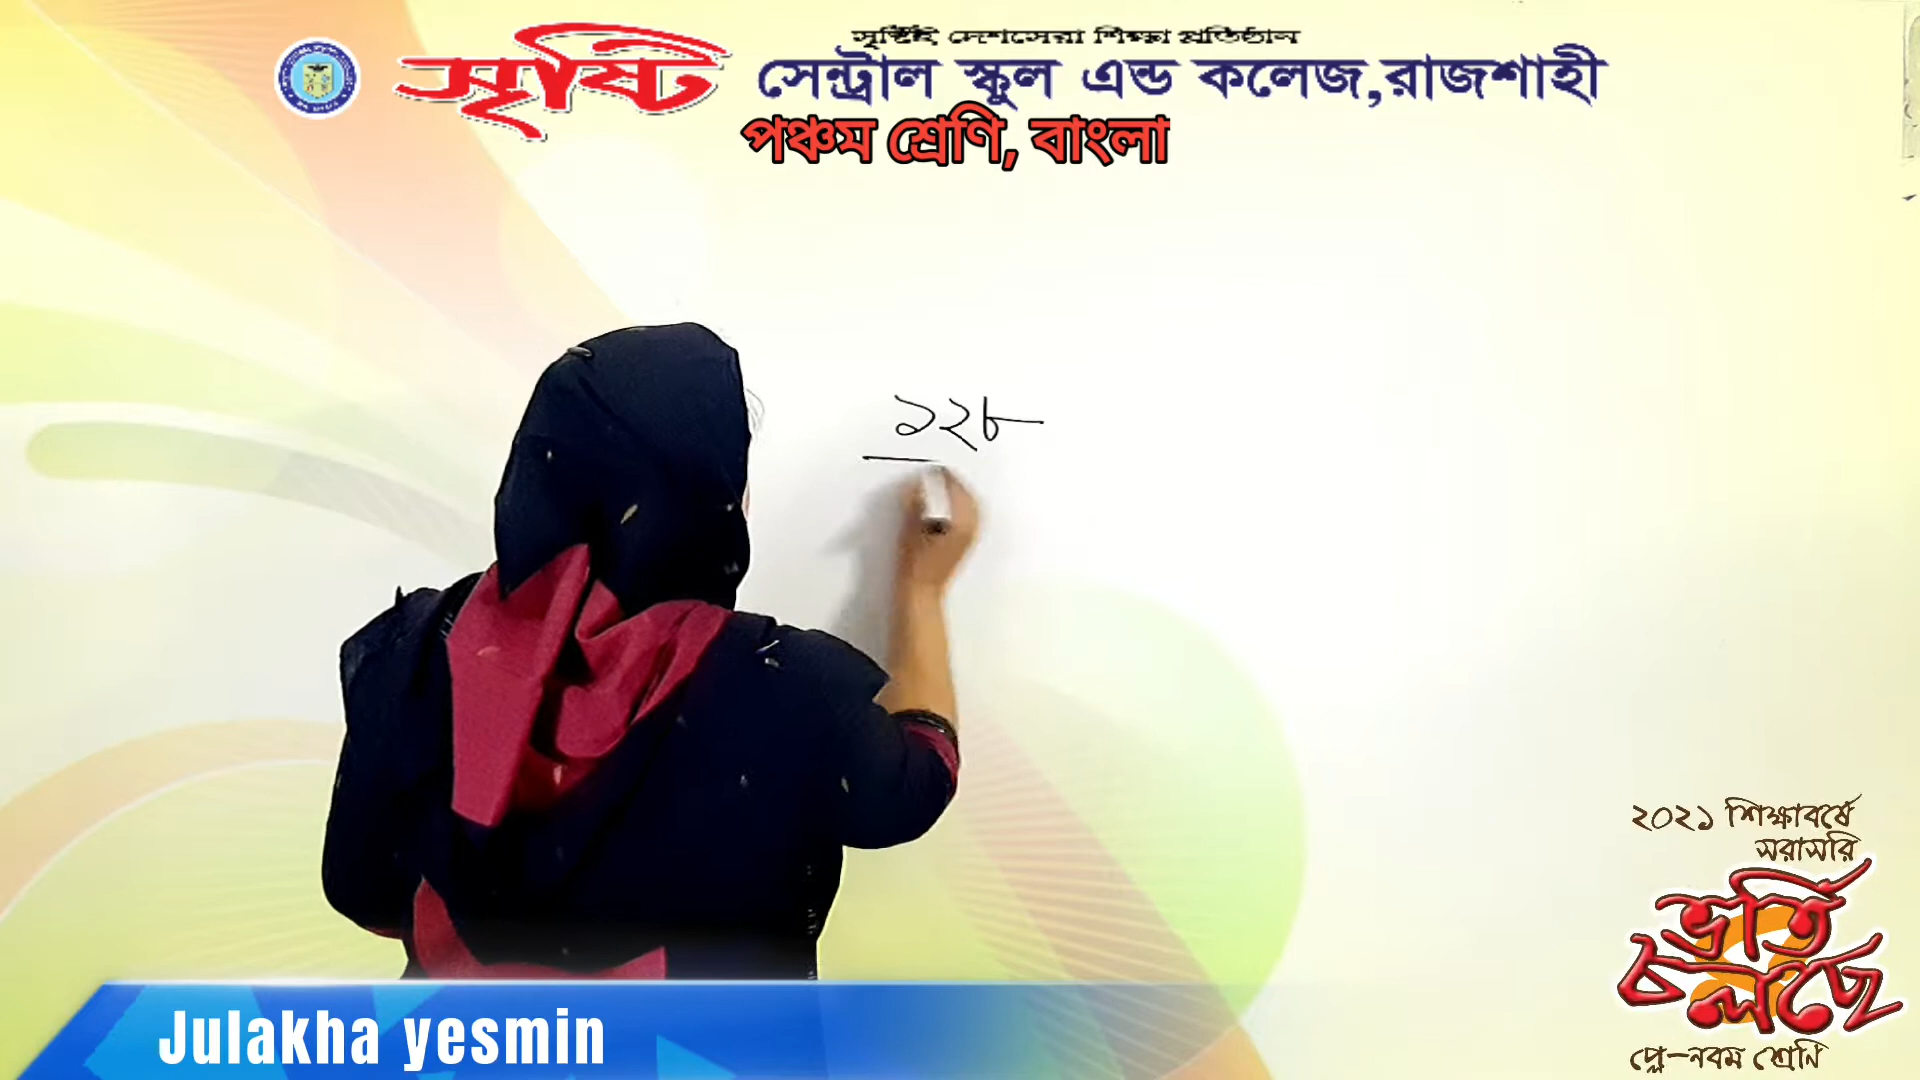 সৃষ্টিই দেশসেরা শিক্ষা প্রতিষ্ঠান
সৃষ্টি সেন্ট্রাল স্কুল এন্ড কলেজ,রাজশাহী
পঞ্চম শ্রেণি, বাংলা
১২৮
২০২১ শিক্ষাবর্ষে
সরাসরি
ভর্তি
চলছে
প্লে-নবম শ্রেণি
Julakha yesmin